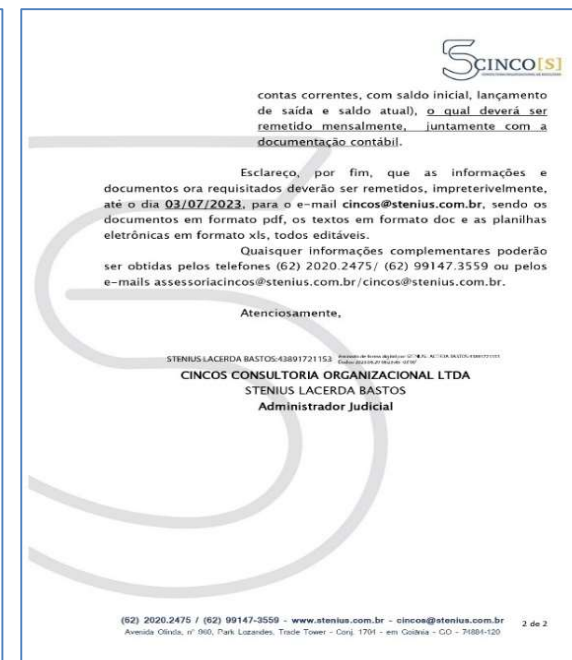 CINCO[S]
contas correntes, com saldo inicial, lançamento
de saída e saldo atual), o qual deverá ser
remetido mensalmente, juntamente com a
documentação contábil.
Esclareço, por fim, que as informações e
documentos ora requisitados deverão ser remetidos, impreterivelmente,
até o dia 03/07/2023, para o e-mail cincos@stenius.com.br, sendo os
documentos em formato pdf, os textos em formato doc e as planilhas
eletrônicas em formato xls, todos editáveis.
Quaisquer informações complementares poderão
ser obtidas pelos telefones (62) 2020.2475/ (62) 99147.3559 ou pelos
e-mails assessoriacincos@stenius.com.br/cincos@stenius.com.br.
Atenciosamente,
STENIUS LACERDA BASTOS:43891721153
CINCOS CONSULTORIA ORGANIZACIONAL LTDA
STENIUS LACERDA BASTOS
Administrador Judicial
(62) 2020.2475 / (62) 99147-3559 - www.stenius.com.br - cincos@stenius.com.br
Avenida Olinda, nº 960, Park Lozandes, Trade Tower - Conj. 1704 - em Goiânia - GO - 74884-120
2 de 2